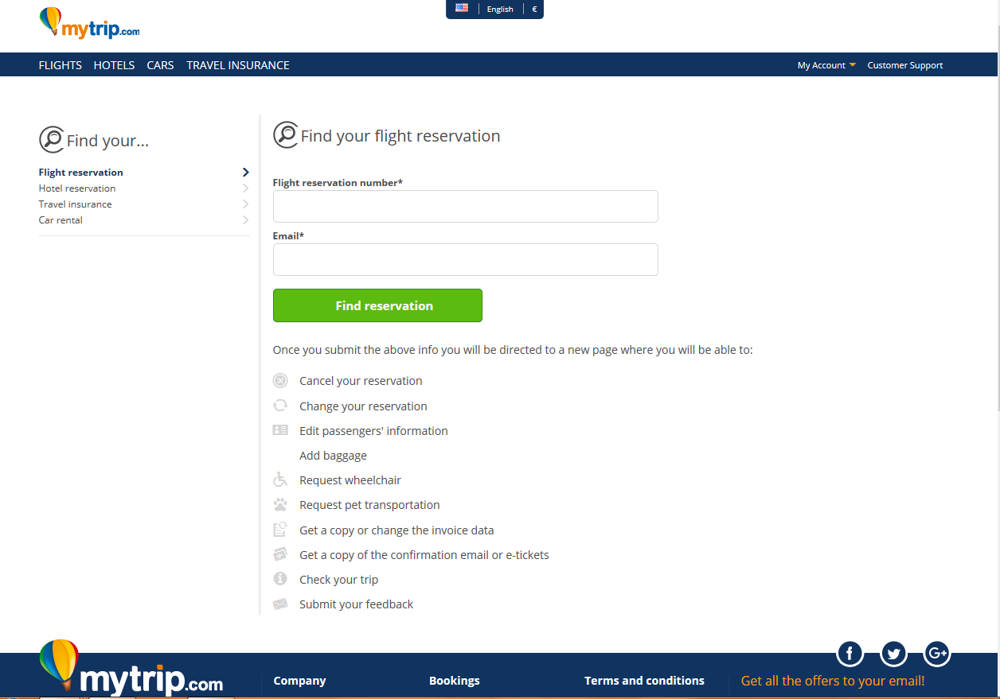 English
€
mytrip.com
FLIGHTS HOTELS CARS TRAVEL INSURANCE
My Account Customer Support
Find your...
Flight reservation
Hotel reservation
Travel insurance
Car rental
Find your flight reservation
Flight reservation number*
Email*
Find reservation
Once you submit the above info you will be directed to a new page where you will be able to:
Cancel your reservation
Change your reservation
Edit passengers' information
Add baggage
Request wheelchair
Request pet transportation
Get a copy or change the invoice data
Get a copy of the confirmation email or e-tickets
Check your trip
Submit your feedback
f
G+
mytrip.com
Company
Bookings
Terms and conditions
Get all the offers to your email!